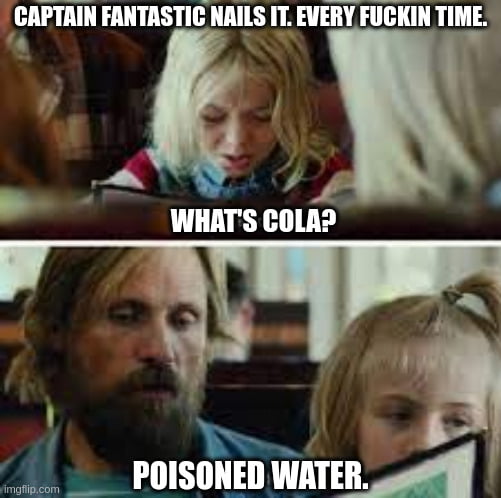 CAPTAIN FANTASTIC NAILS IT. EVERY FUCKIN TIME.
WHAT'S COLA?
POISONED WATER.
imgflip.com